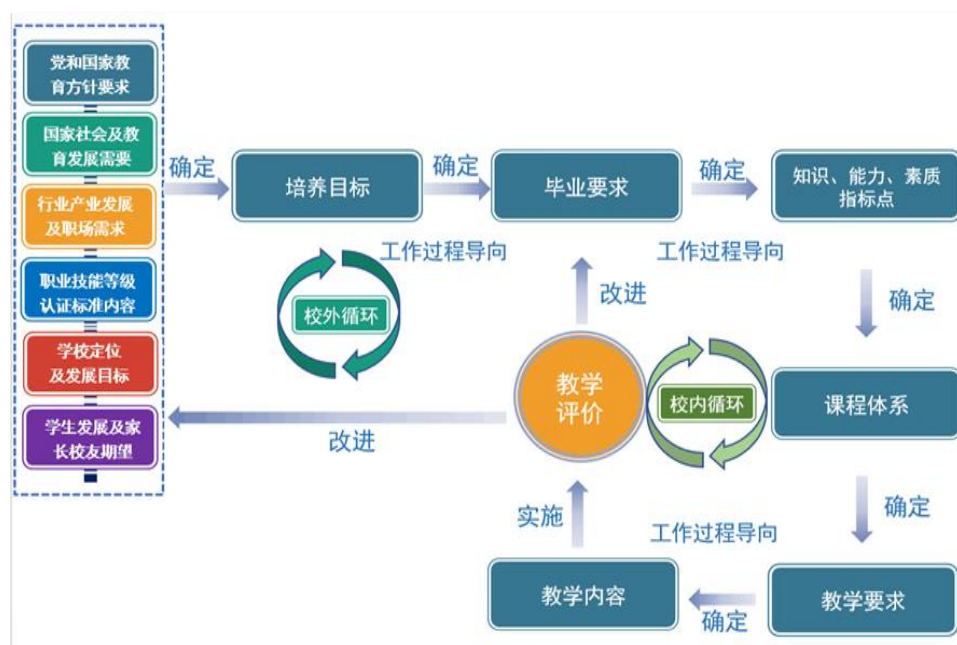 党和国家教
育方针要求
国家社会及教
育发展需要
行业产业发展
及职场需求
职业技能等级
认证标准内容
学校定位
及发展目标
学生发展及家
长校友期望
确定
培养目标
确定
毕业要求
确定
知识、能力、素质
指标点
工作过程导向
工作过程导向
校外循环
改进
确定
教学
评价
校内循环
课程体系
改进
实施
工作过程导向
确定
教学内容
确定
教学要求